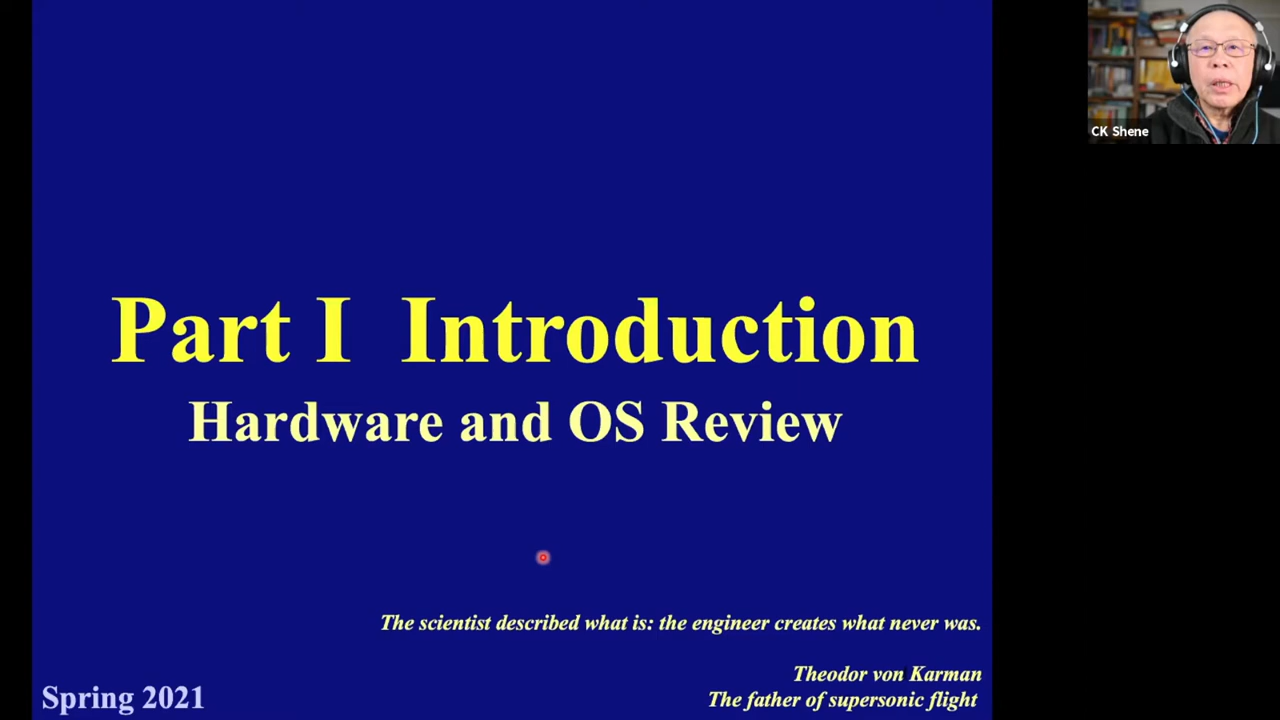 CK Shene
Part I Introduction
Hardware and OS Review
The scientist described what is: the engineer creates what never was.
Theodor von Karman
The father of supersonic flight
Spring 2021